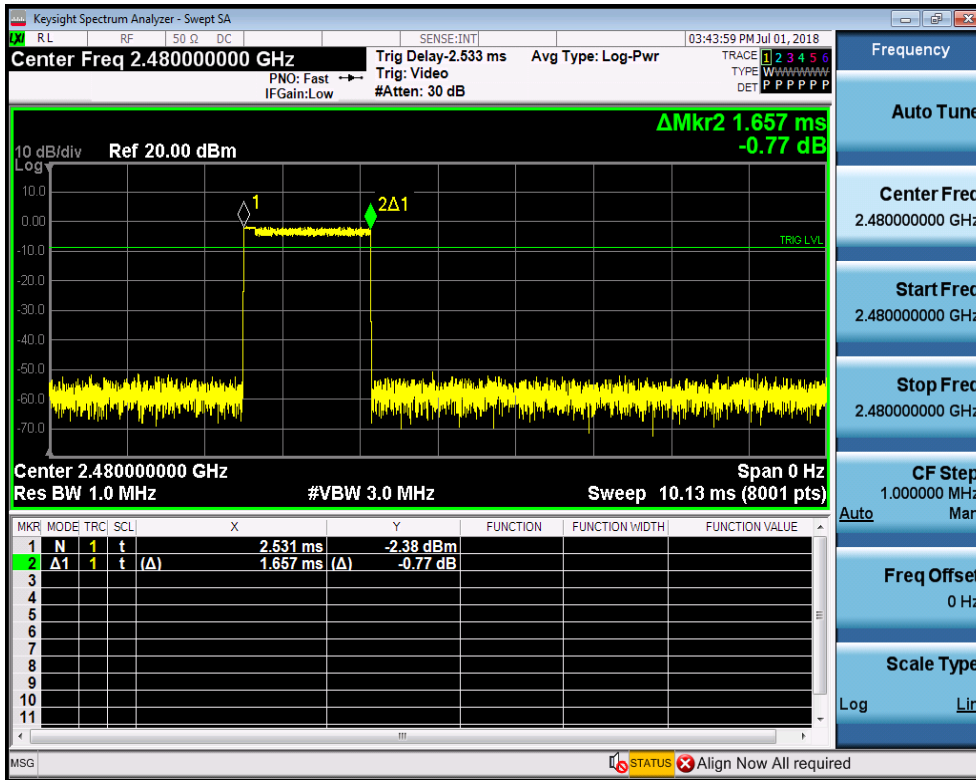 Keysight Spectrum Analyzer - Swept SA
LXI RL RF 50 Ω DC SENSE:INT 03:43:59 PM Jul 01, 2018
Center Freq 2.480000000 GHz
PNO: Fast
IFGain:Low
Trig Delay-2.533 ms
Trig: Video
#Atten: 30 dB
Avg Type: Log-Pwr
TRACE 1 2 3 4 5 6
TYPE WWWWWW
DET P P P P P P
ΔMkr2 1.657 ms
-0.77 dB
10 dB/div Ref 20.00 dBm
Log
10.0
0.00
-10.0
-20.0
-30.0
-40.0
-50.0
-60.0
-70.0
1
2Δ1
TRIG LVL
Center 2.480000000 GHz Span 0 Hz
Res BW 1.0 MHz #VBW 3.0 MHz Sweep 10.13 ms (8001 pts)
MKR MODE TRC SCL X Y FUNCTION FUNCTION WIDTH FUNCTION VALUE
1 N 1 t 2.531 ms -2.38 dBm
2 Δ1 1 t (Δ) 1.657 ms (Δ) -0.77 dB
3
4
5
6
7
8
9
10
11
MSG STATUS Align Now All required
Frequency
Auto Tune
Center Freq
2.480000000 GHz
Start Freq
2.480000000 GHz
Stop Freq
2.480000000 GHz
CF Step
1.000000 MHz
Auto Man
Freq Offset
0 Hz
Scale Type
Log Lin